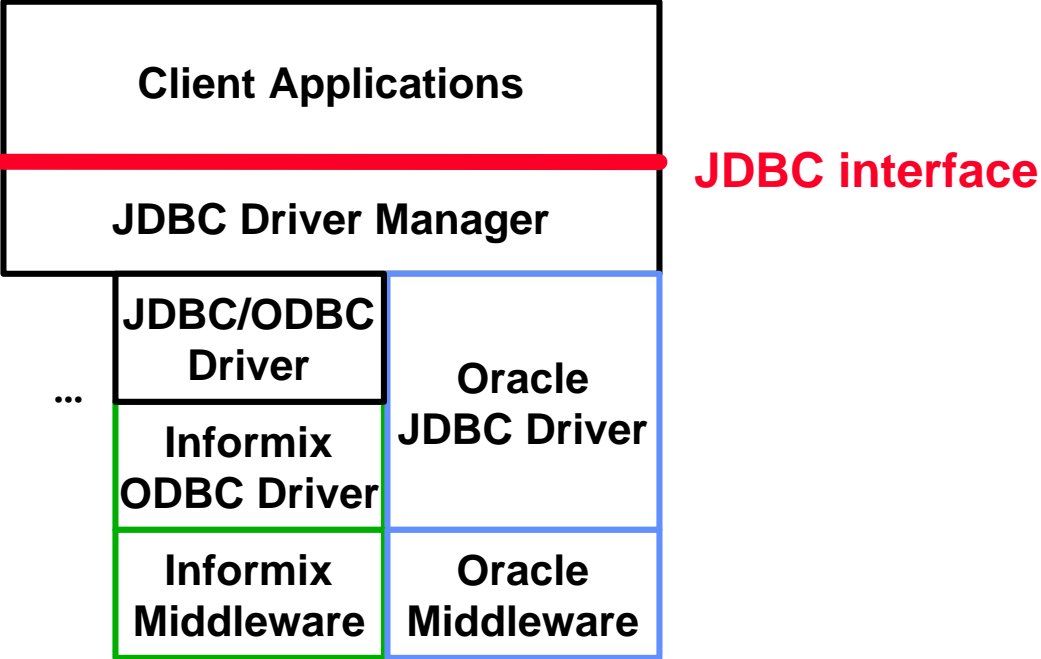 Client Applications
JDBC interface
JDBC Driver Manager
JDBC/ODBC
Driver
...
Oracle
JDBC Driver
Informix
ODBC Driver
Informix
Middleware
Oracle
Middleware